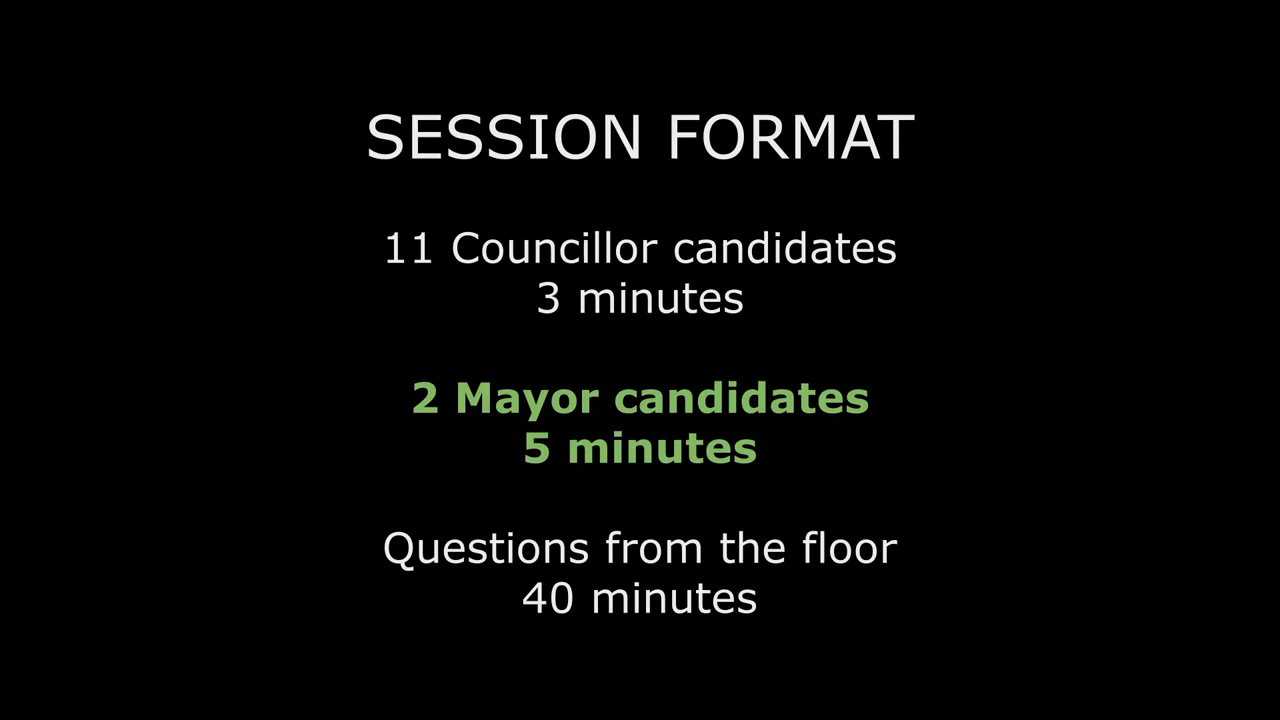 SESSION FORMAT
11 Councillor candidates
3 minutes
2 Mayor candidates
5 minutes
Questions from the floor
40 minutes